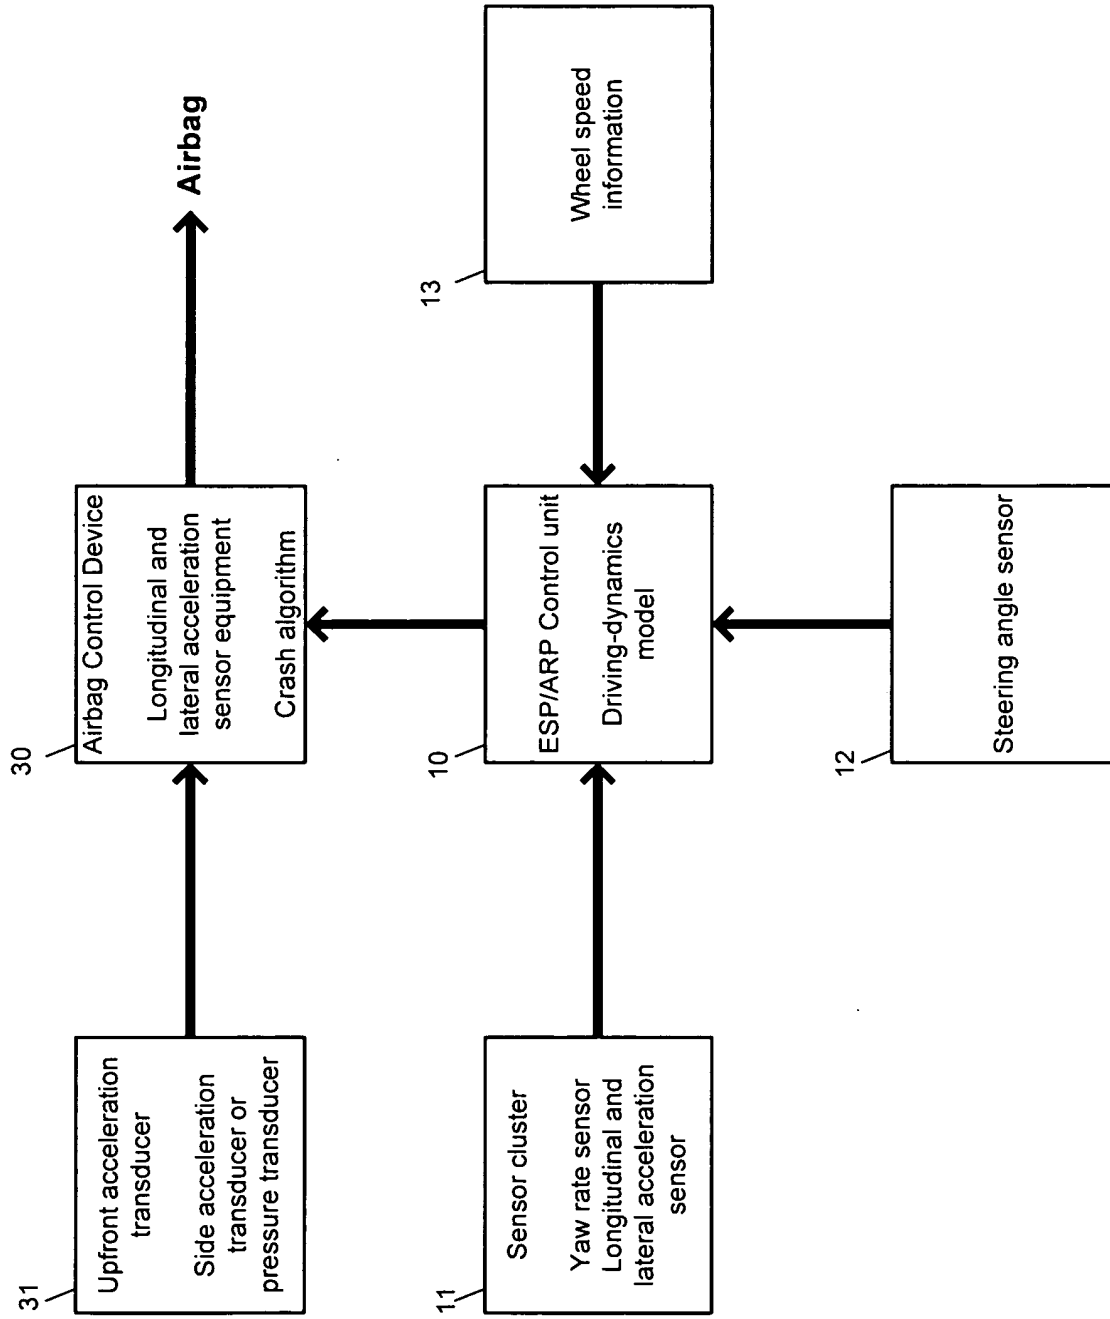 31
Upfront acceleration
transducer
Side acceleration
transducer or
pressure transducer
30
Airbag Control Device
Longitudinal and
lateral acceleration
sensor equipment
Crash algorithm
Airbag
11
Sensor cluster
Yaw rate sensor
Longitudinal and
lateral acceleration
sensor
10
ESP/ARP Control unit
Driving-dynamics
model
13
Wheel speed
information
12
Steering angle sensor